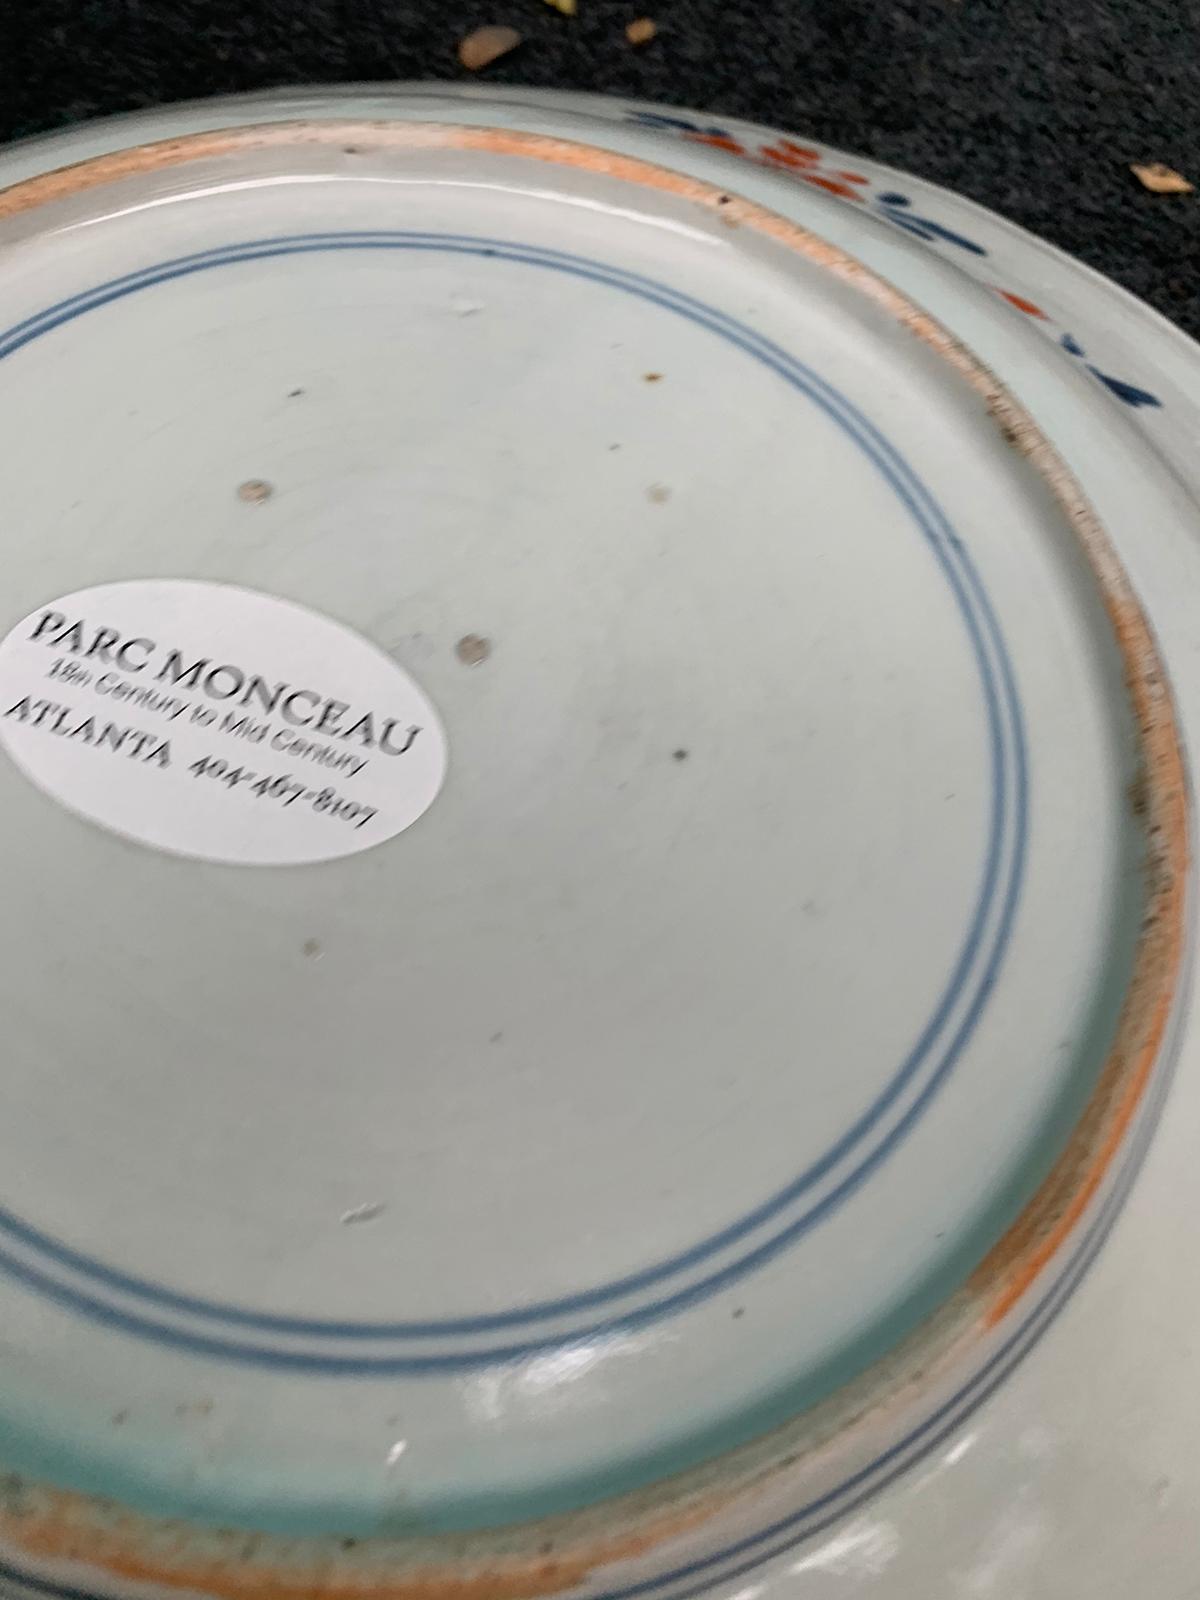 PARC MONCEAU
18th Century to Mid Century
ATLANTA 404-467-8107